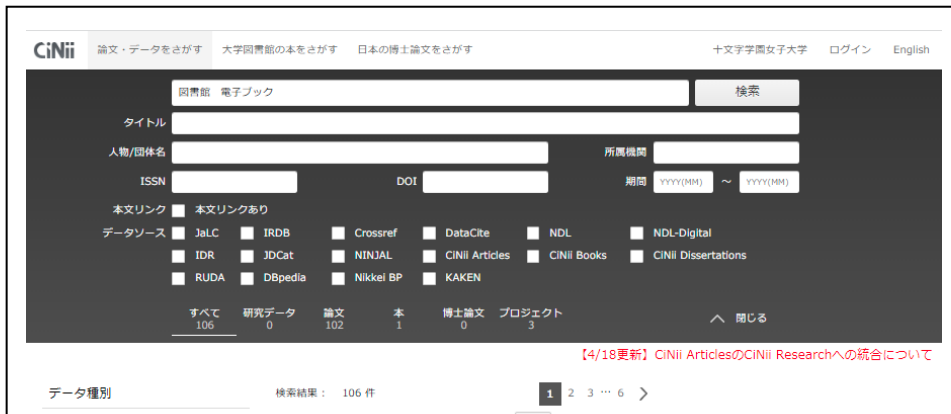 CiNii 論文・データをさがす 大学図書館の本をさがす 日本の博士論文をさがす 十文字学園女子大学 ログイン English
図書館 電子ブック 検索
タイトル
人物/団体名 所属機関
ISSN DOI 期間 YYYY(MM) ～ YYYY(MM)
本文リンク 本文リンクあり
データソース JaLC IRDB Crossref DataCite NDL NDL-Digital
IDR JDCat NINJAL CiNii Articles CiNii Books CiNii Dissertations
RUDA DBpedia Nikkei BP KAKEN
すべて 研究データ 論文 本 博士論文 プロジェクト
106 0 102 1 0 3 閉じる
【4/18更新】CiNii ArticlesのCiNii Researchへの統合について
データ種別 検索結果： 106 件 1 2 3 … 6